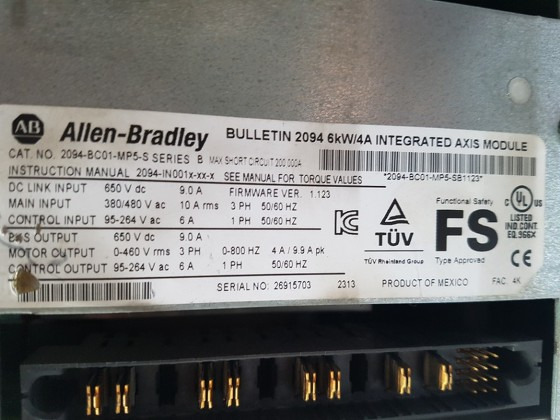 AB Allen-Bradley BULLETIN 2094 6kW/4A INTEGRATED AXIS MODULE
CAT. NO. 2094-BC01-MP5-S SERIES B MAX SHORT CIRCUIT 200,000A
INSTRUCTION MANUAL 2094-IN001x-xx-x SEE MANUAL FOR TORQUE VALUES *2094-BC01-MP5-SB1123*
DC LINK INPUT 650 V dc 9.0 A FIRMWARE VER. 1.123
MAIN INPUT 380/480 V ac 10 A rms 3 PH 50/60 HZ
CONTROL INPUT 95-264 V ac 6 A 1 PH 50/60 HZ
BUS OUTPUT 650 V dc 9.0 A
MOTOR OUTPUT 0-460 V rms 3 PH 0-800 HZ 4 A / 9.9 A pk
CONTROL OUTPUT 95-264 V ac 6 A 1 PH 50/60 HZ
SERIAL NO: 26915703 2313 PRODUCT OF MEXICO FAC. 4K
TÜV
TÜV Rheinland Group
Functional Safety
FS
Type Approved
C UL US
LISTED
IND.CONT.
EQ.966X
CE